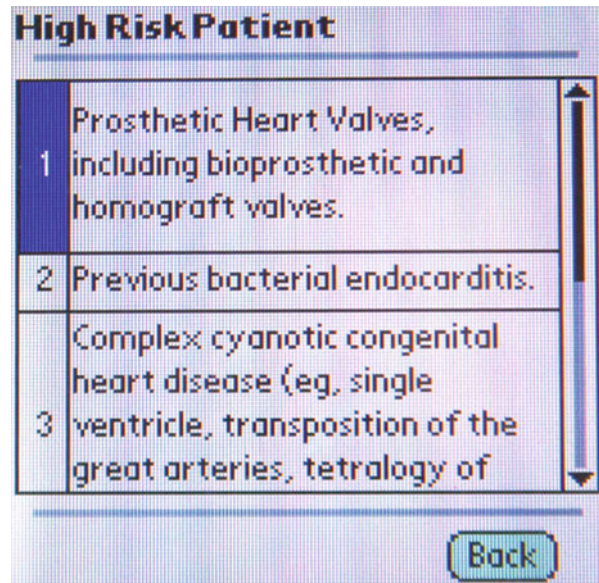 High Risk Patient
1
Prosthetic Heart Valves,
including bioprosthetic and
homograft valves.
2 Previous bacterial endocarditis.
Complex cyanotic congenital
heart disease (eg, single
3 ventricle, transposition of the
great arteries, tetralogy of
Back